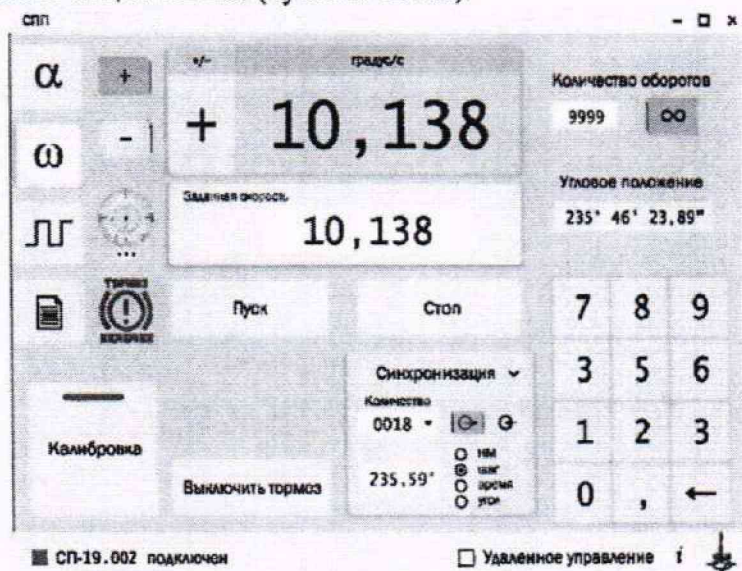 СПП
α
+
+/-
градус/с
+ 10,138
Количество оборотов
9999 ∞
ω
-
Заданная скорость
10,138
Угловое положение
235° 46' 23,89"
ТОРМОЗ
ВКЛЮЧЕН
Пуск
Стоп
7 8 9
3 5 6
1 2 3
0 , ←
Синхронизация
Количество
0018
НМ
шаг
время
угол
235.59°
Калибровка
Выключить тормоз
СП-19.002 подключен
Удаленное управление i